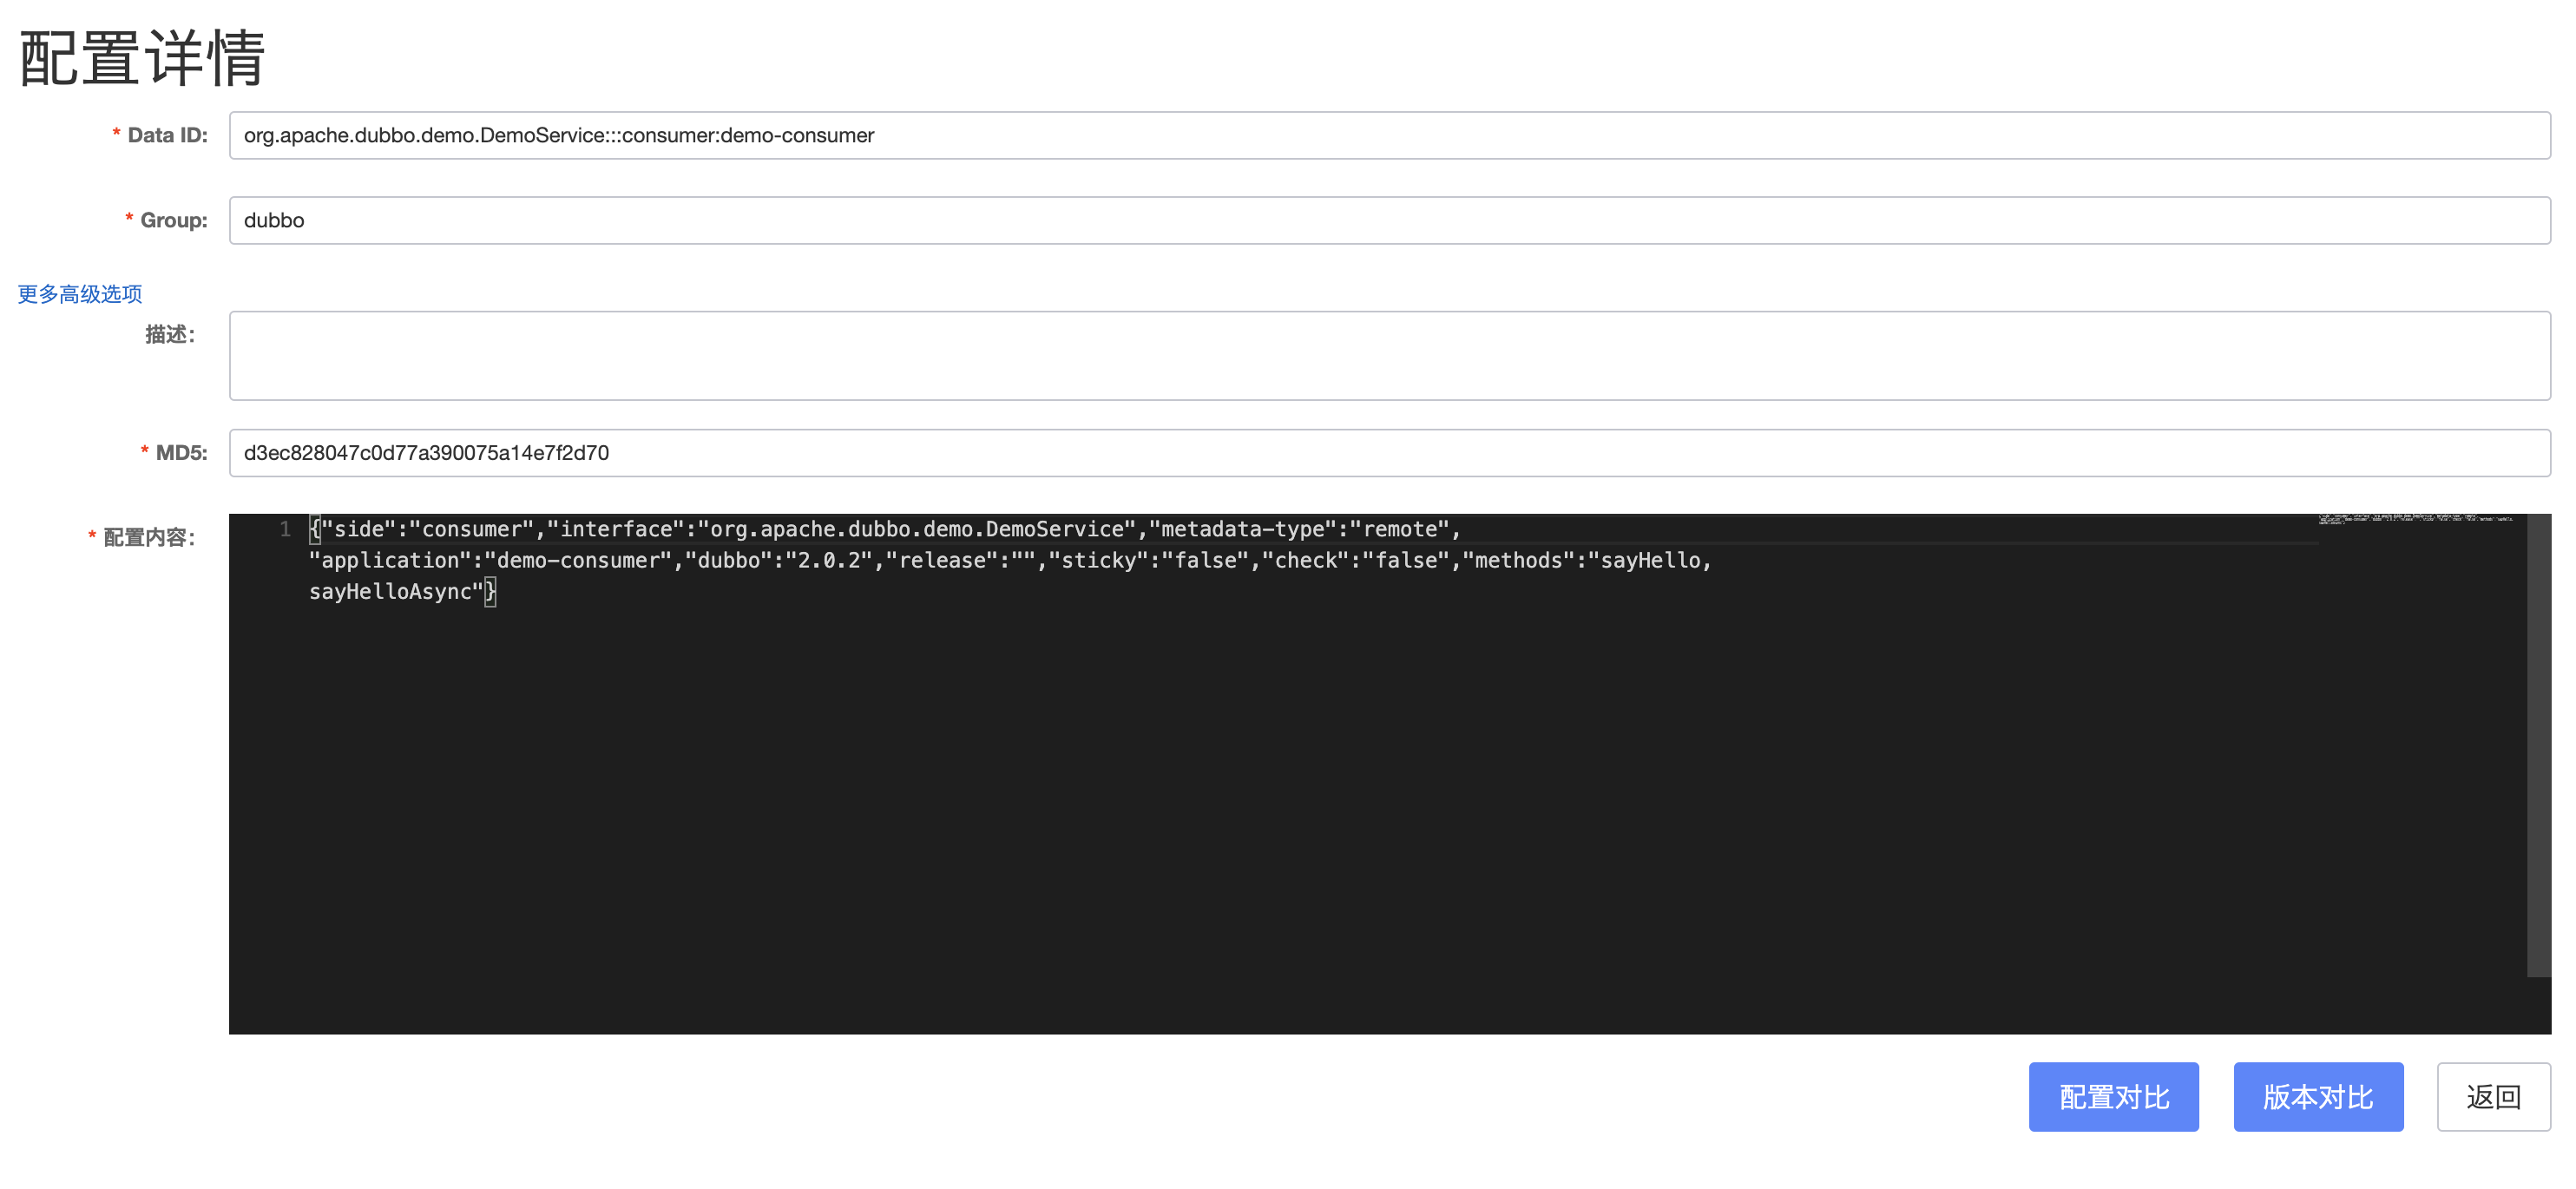 配置详情
* Data ID: org.apache.dubbo.demo.DemoService:::consumer:demo-consumer
* Group: dubbo
更多高级选项
描述:
* MD5: d3ec828047c0d77a390075a14e7f2d70
* 配置内容: 1 {"side":"consumer","interface":"org.apache.dubbo.demo.DemoService","metadata-type":"remote",
"application":"demo-consumer","dubbo":"2.0.2","release":"","sticky":"false","check":"false","methods":"sayHello,
sayHelloAsync"}
配置对比 版本对比 返回